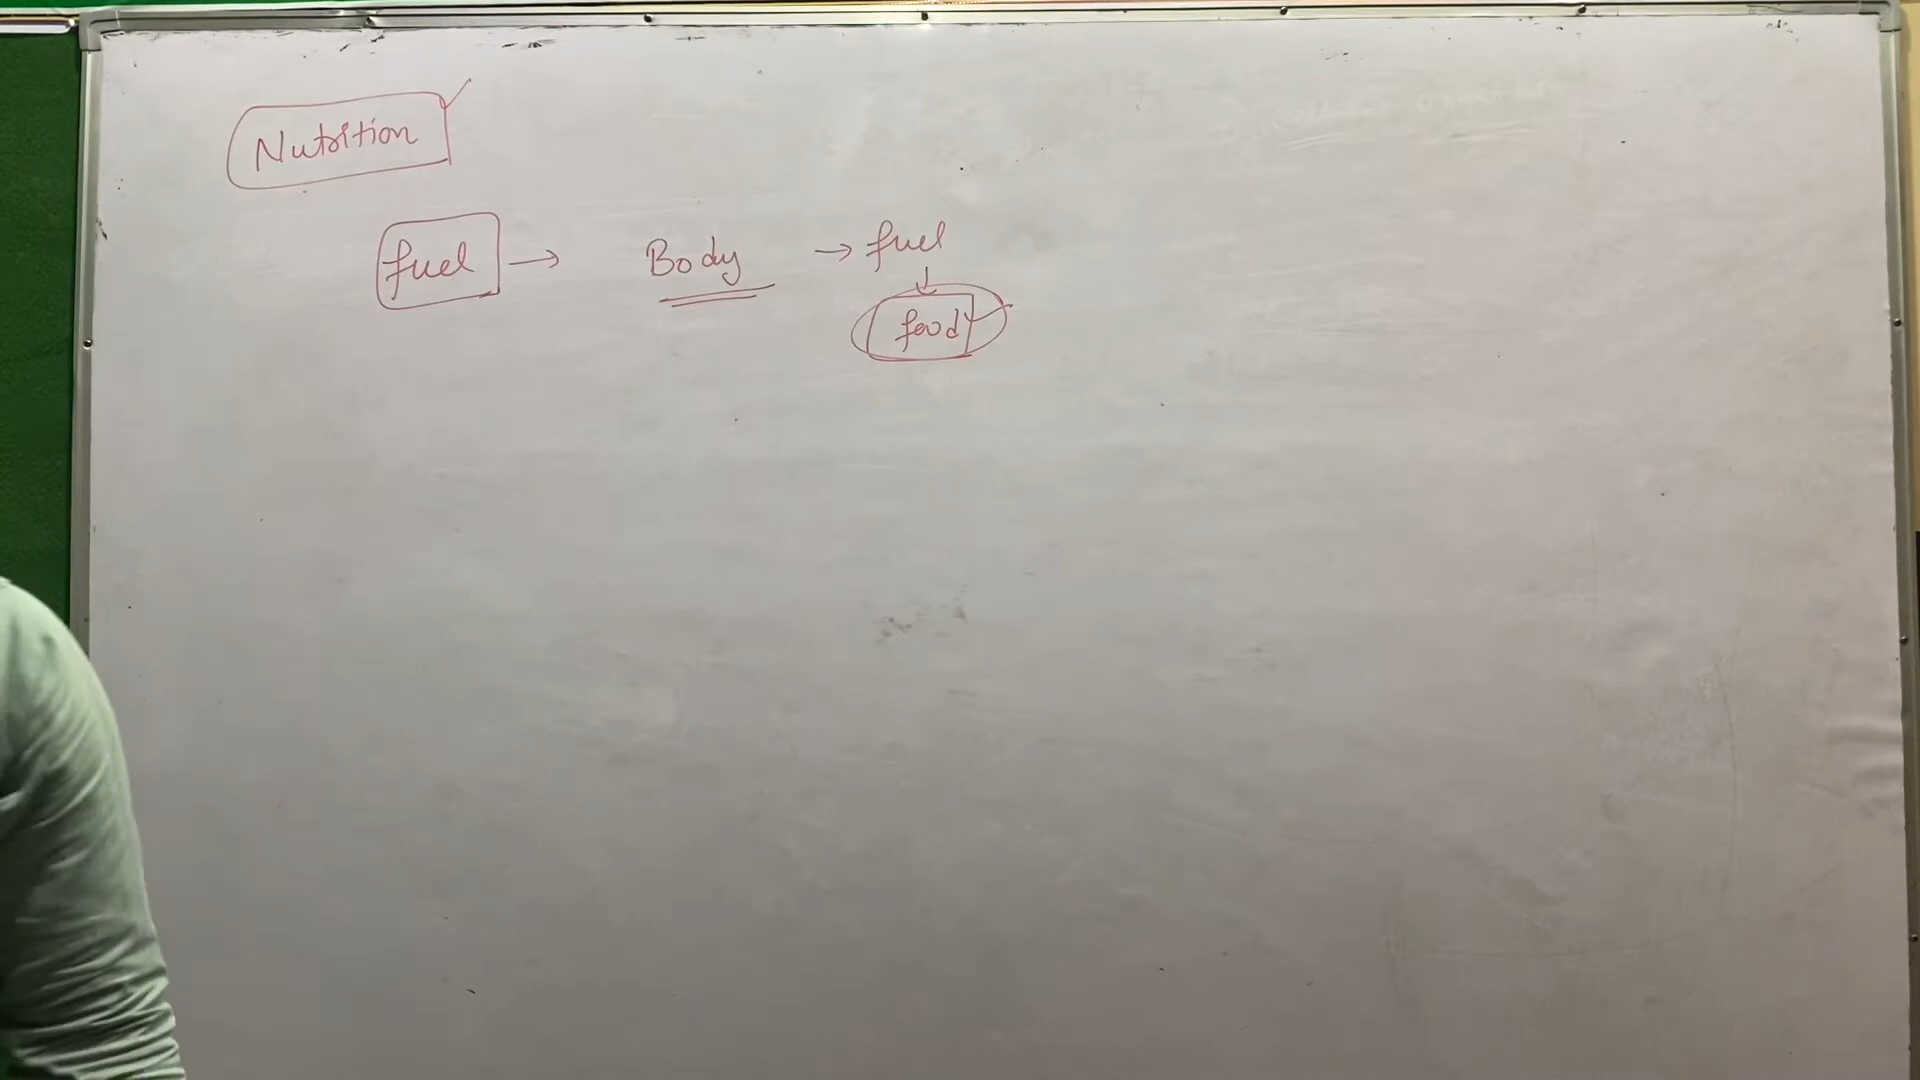 Nutrition
fuel → Body → fuel
↓
food